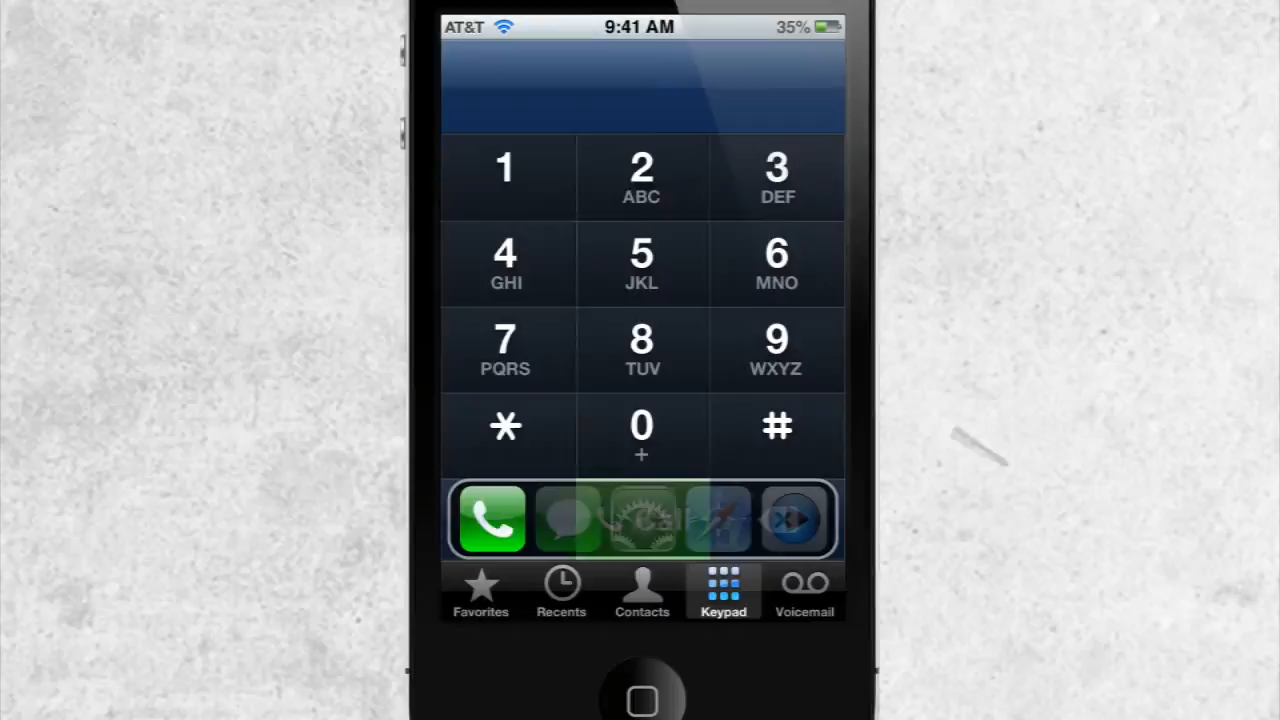 AT&T 9:41 AM 35%
1 2 3
ABC DEF
4 5 6
GHI JKL MNO
7 8 9
PQRS TUV WXYZ
* 0 #
+
Call
Favorites Recents Contacts Keypad Voicemail